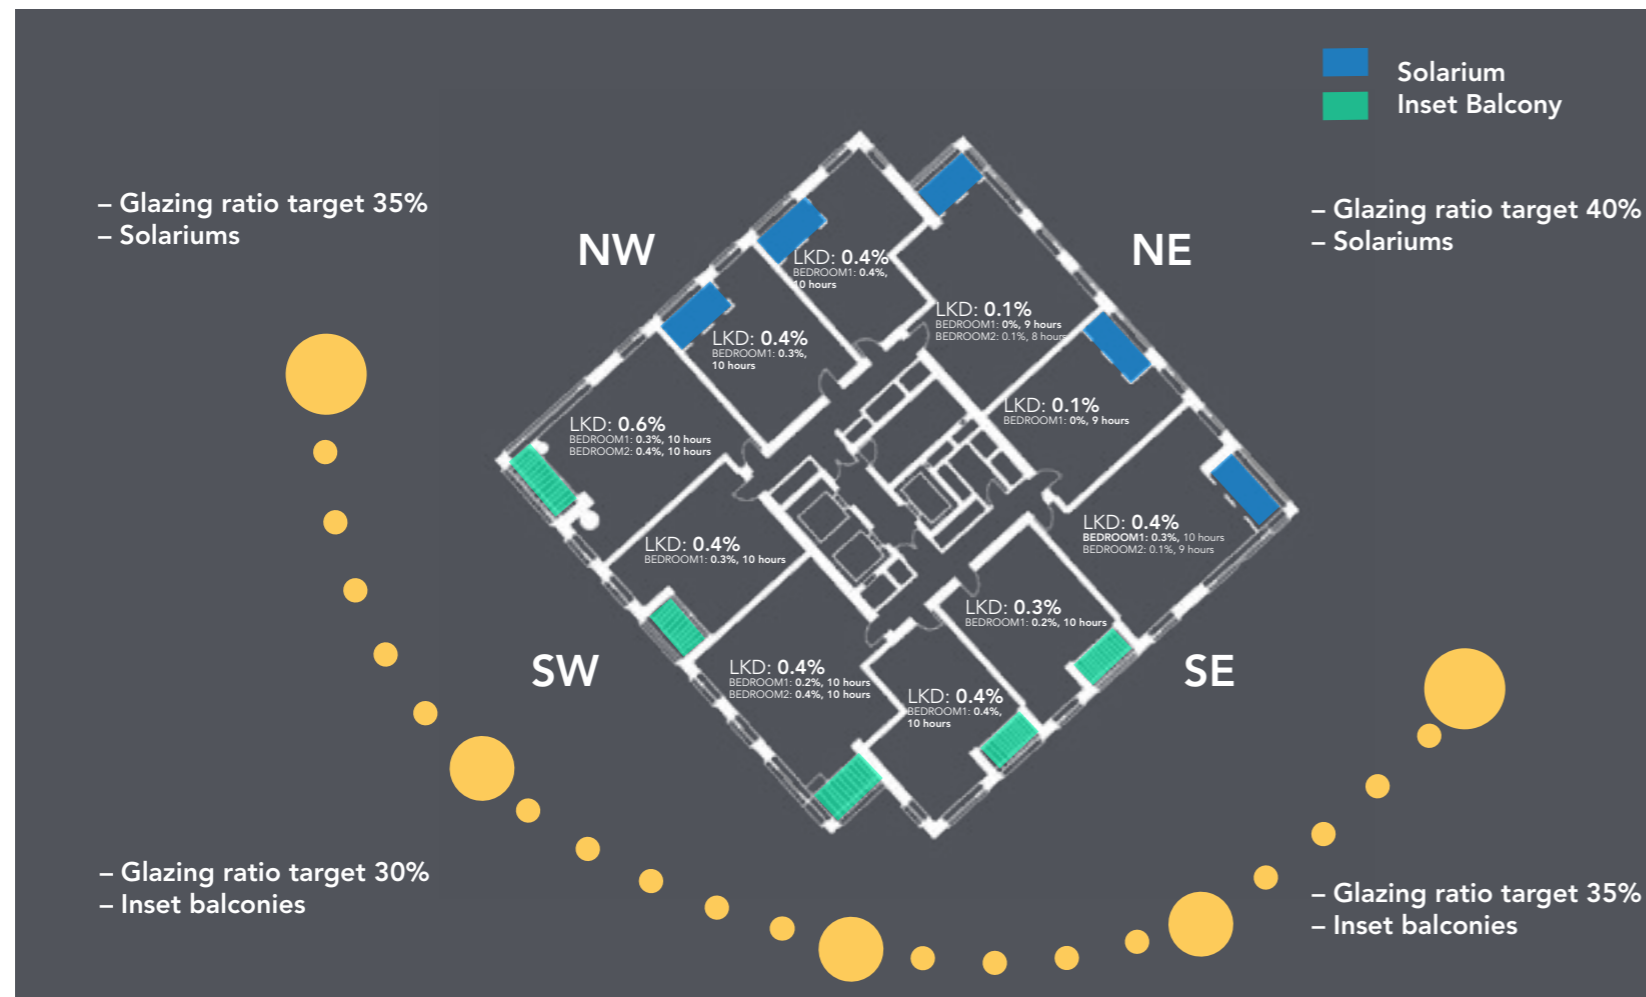 Solarium
Inset Balcony
– Glazing ratio target 35%
– Solariums
– Glazing ratio target 40%
– Solariums
NW
NE
LKD: 0.4%
BEDROOM1: 0.4%,
10 hours
LKD: 0.1%
BEDROOM1: 0%, 9 hours
BEDROOM2: 0.1%, 8 hours
LKD: 0.4%
BEDROOM1: 0.3%,
10 hours
LKD: 0.1%
BEDROOM1: 0%, 9 hours
LKD: 0.6%
BEDROOM1: 0.3%, 10 hours
BEDROOM2: 0.4%, 10 hours
LKD: 0.4%
BEDROOM1: 0.3%, 10 hours
BEDROOM2: 0.1%, 9 hours
LKD: 0.4%
BEDROOM1: 0.3%, 10 hours
LKD: 0.3%
BEDROOM1: 0.2%, 10 hours
SW
SE
LKD: 0.4%
BEDROOM1: 0.2%, 10 hours
BEDROOM2: 0.4%, 10 hours
LKD: 0.4%
BEDROOM1: 0.4%,
10 hours
– Glazing ratio target 30%
– Inset balconies
– Glazing ratio target 35%
– Inset balconies